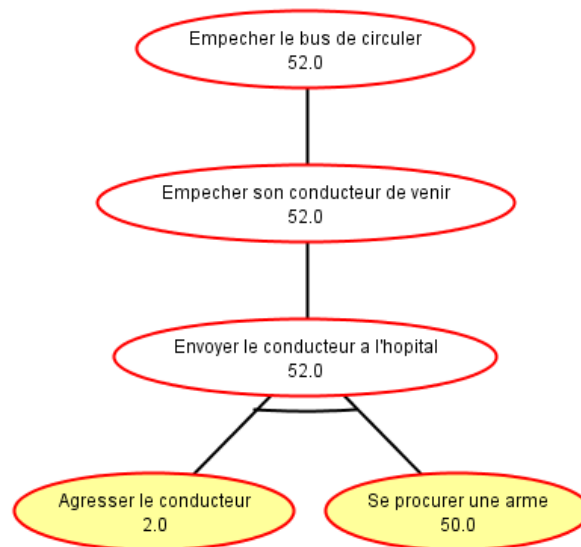 Empecher le bus de circuler
52.0
Empecher son conducteur de venir
52.0
Envoyer le conducteur a l'hopital
52.0
Agresser le conducteur
2.0
Se procurer une arme
50.0